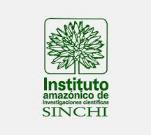 Instituto
amazónico de
investigaciones científicas
SINCHI